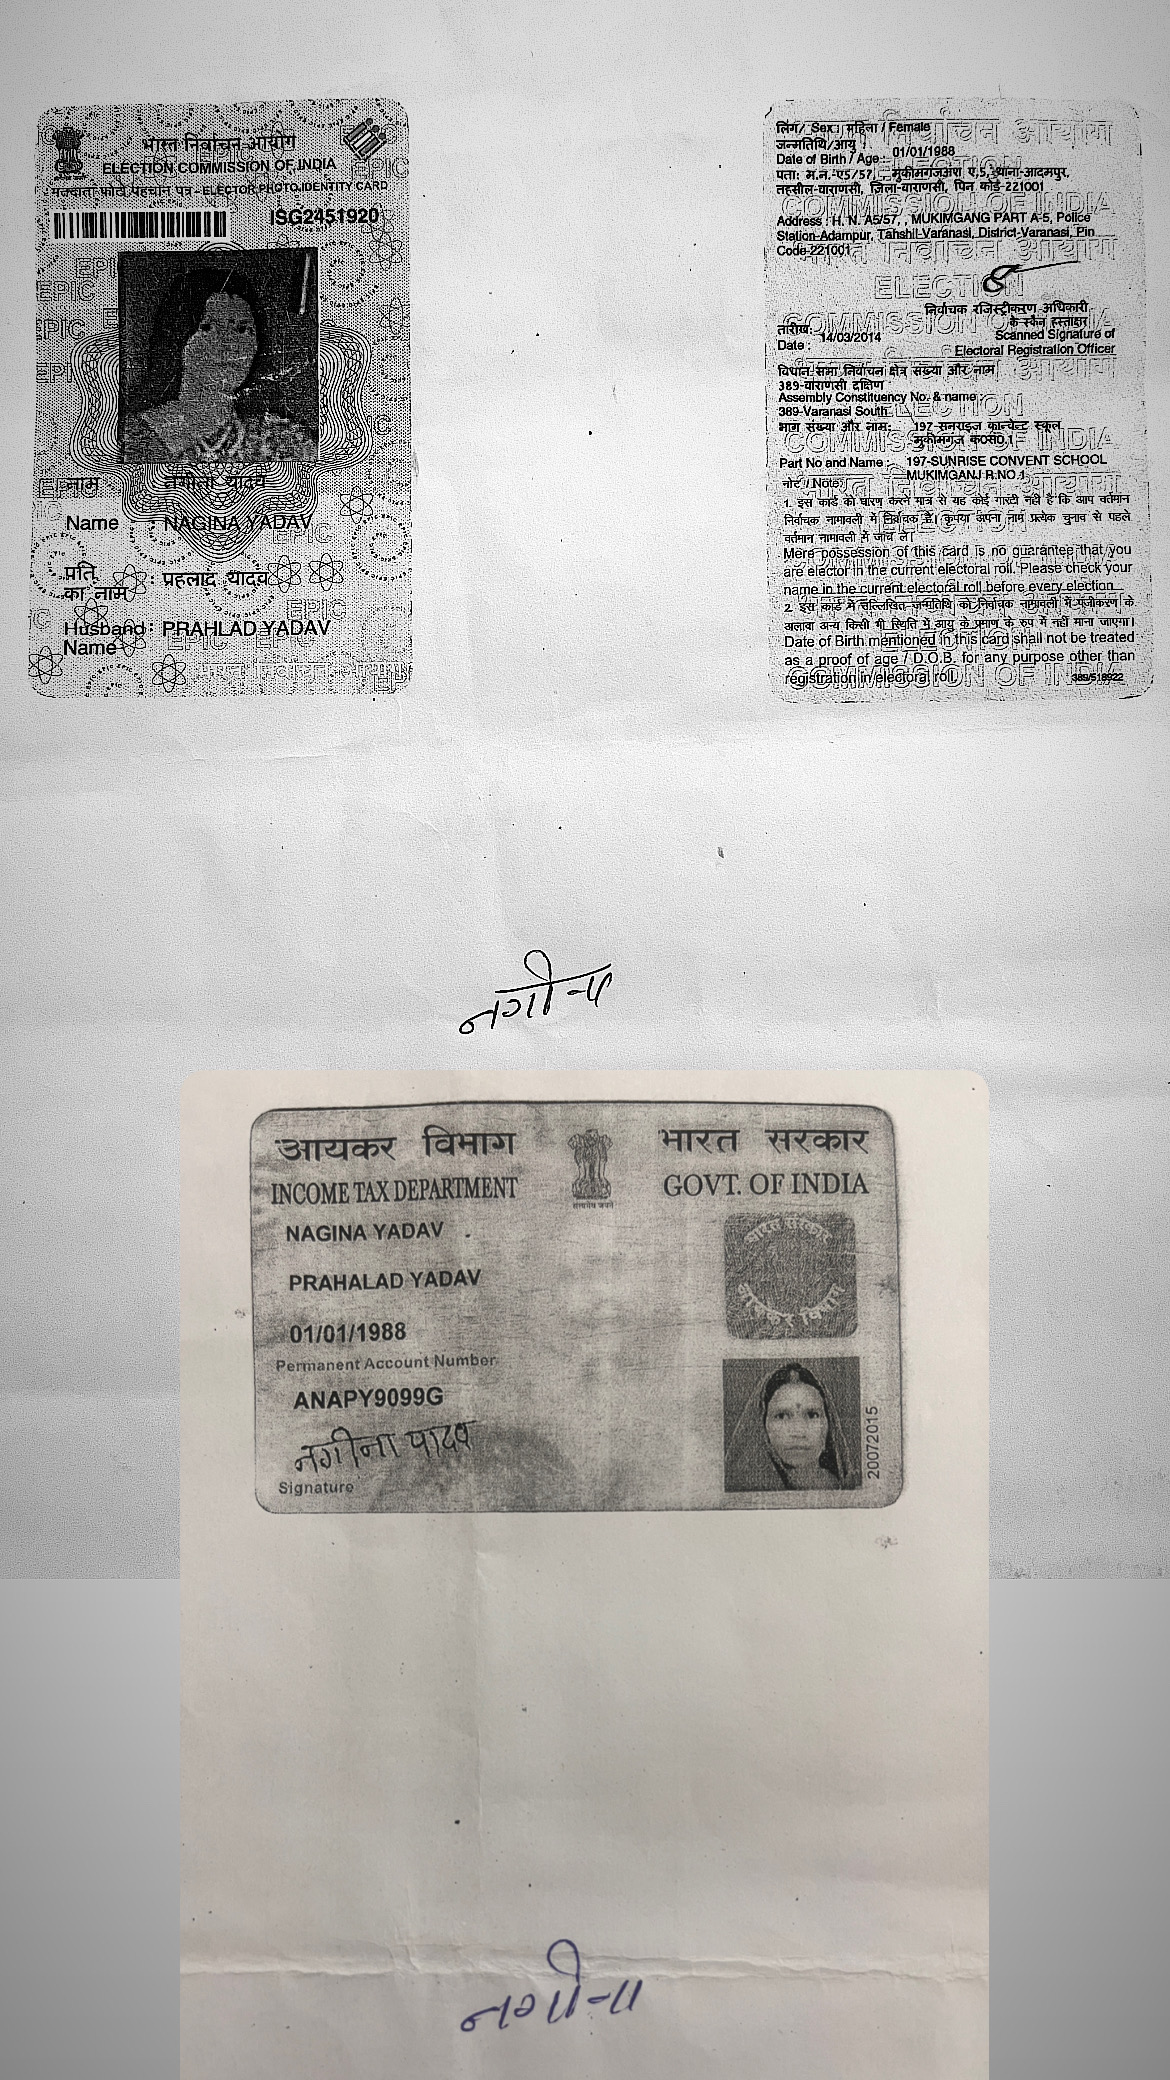 भारत निर्वाचन आयोग
ELECTION COMMISSION OF INDIA
मतदाता फोटो पहचान पत्र - ELECTOR PHOTO IDENTITY CARD
ISG2451920
नाम : नगीना यादव
Name : NAGINA YADAV
पति
का नाम : प्रहलाद यादव
Husband : PRAHLAD YADAV
Name
लिंग/ Sex : महिला / Female
जन्मतिथि/आयु
Date of Birth / Age : 01/01/1988
पता: म.न.-ए5/57, , मुकीमगंजअंश ए,5, थाना-आदमपुर,
तहसील-वाराणसी, जिला-वाराणसी, पिन कोड-221001
Address : H. N. A5/57, , MUKIMGANG PART A-5, Police
Station-Adampur, Tahshil-Varanasi, District-Varanasi, Pin
Code-221001
निर्वाचक रजिस्ट्रीकरण अधिकारी
के स्कैन हस्ताक्षर
Scanned Signature of
Electoral Registration Officer
तारीख:
Date : 14/03/2014
विधान सभा निर्वाचन क्षेत्र संख्या और नाम
389-वाराणसी दक्षिण
Assembly Constituency No. & name
389-Varanasi South
भाग संख्या और नाम: 197-सनराइज कान्वेन्ट स्कूल
मुकीमगंज क0सं0.1
Part No and Name : 197-SUNRISE CONVENT SCHOOL
MUKIMGANJ R.NO.1
नोट / Note:
1. इस कार्ड को धारण करने मात्र से यह कोई गारंटी नहीं है कि आप वर्तमान
निर्वाचक नामावली में निर्वाचक हैं। कृपया अपना नाम प्रत्येक चुनाव से पहले
वर्तमान नामावली में जांच लें।
Mere possession of this card is no guarantee that you
are elector in the current electoral roll. Please check your
name in the current electoral roll before every election.
2. इस कार्ड में उल्लिखित जन्मतिथि को निर्वाचक नामावली में पंजीकरण के
अलावा अन्य किसी भी स्थिति में आयु के प्रमाण के रुप में नहीं माना जाएगा।
Date of Birth mentioned in this card shall not be treated
as a proof of age / D.O.B. for any purpose other than
registration in electoral roll.
389/518922
नगीना
आयकर विभाग भारत सरकार
INCOME TAX DEPARTMENT GOVT. OF INDIA
सत्यमेव जयते
NAGINA YADAV
PRAHALAD YADAV
01/01/1988
Permanent Account Number
ANAPY9099G
नगीना यादव
Signature
भारत सरकार
आयकर विभाग
20072015
नगीना